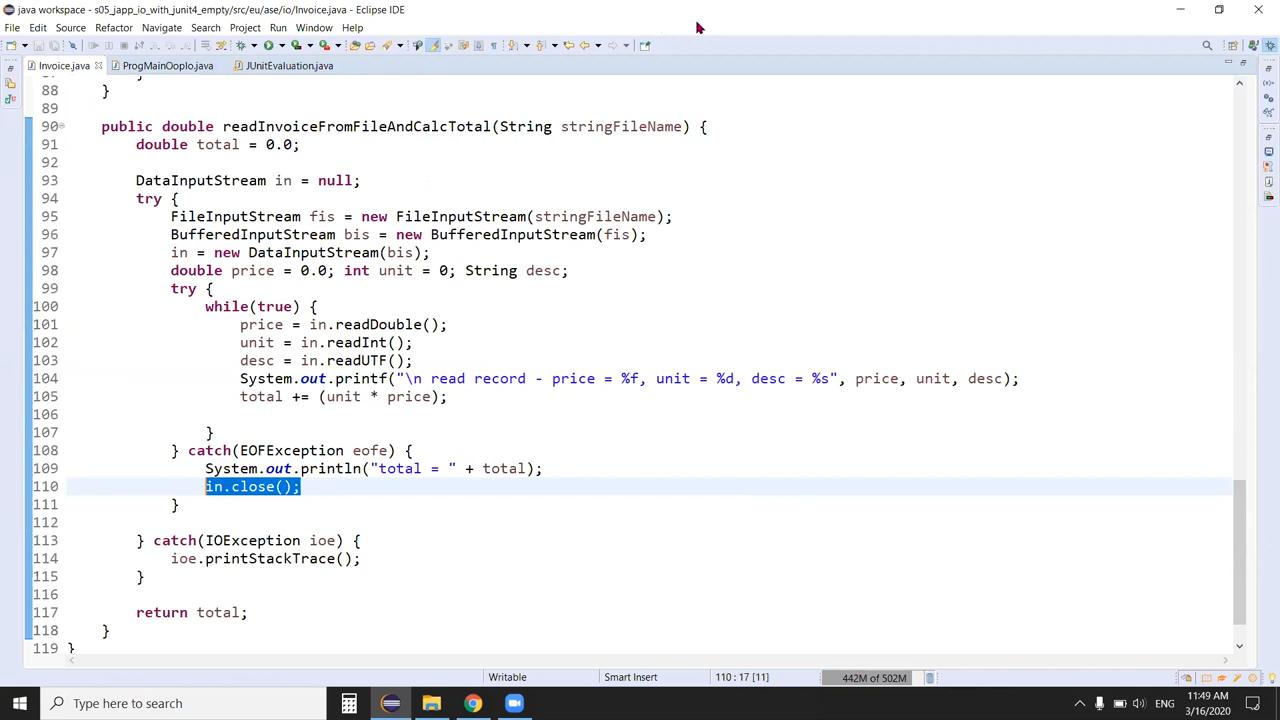 java workspace - s05_japp_io_with_junit4_empty/src/eu/ase/io/Invoice.java - Eclipse IDE
File Edit Source Refactor Navigate Search Project Run Window Help
Invoice.java ProgMainOopIo.java JUnitEvaluation.java
88 }
89
90 public double readInvoiceFromFileAndCalcTotal(String stringFileName) {
91 double total = 0.0;
92
93 DataInputStream in = null;
94 try {
95 FileInputStream fis = new FileInputStream(stringFileName);
96 BufferedInputStream bis = new BufferedInputStream(fis);
97 in = new DataInputStream(bis);
98 double price = 0.0; int unit = 0; String desc;
99 try {
100 while(true) {
101 price = in.readDouble();
102 unit = in.readInt();
103 desc = in.readUTF();
104 System.out.printf("\n read record - price = %f, unit = %d, desc = %s", price, unit, desc);
105 total += (unit * price);
106
107 }
108 } catch(EOFException eofe) {
109 System.out.println("total = " + total);
110 in.close();
111 }
112
113 } catch(IOException ioe) {
114 ioe.printStackTrace();
115 }
116
117 return total;
118 }
119 }
Writable Smart Insert 110 : 17 [11] 442M of 502M
Type here to search ENG 11:49 AM
3/16/2020